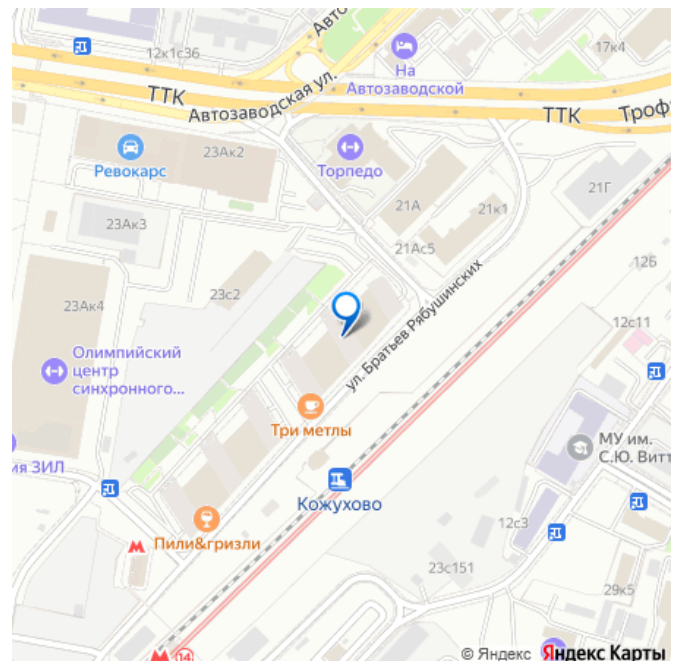 12к1с36
На
Автозаводской
17к4
ТТК
Автозаводская ул.
ТТК
Троф
23Ак2
Ревокарс
Торпедо
21Г
21А
21к1
23Ак3
21Ас5
12Б
23с2
23Ак4
12с11
ул. Братьев Рябушинских
Олимпийский
центр
синхронного...
Три метлы
МУ им.
С.Ю. Витт
ия ЗИЛ
Кожухово
12с3
Пили&гризли
23с151
29к5
14
© Яндекс Яндекс Карты